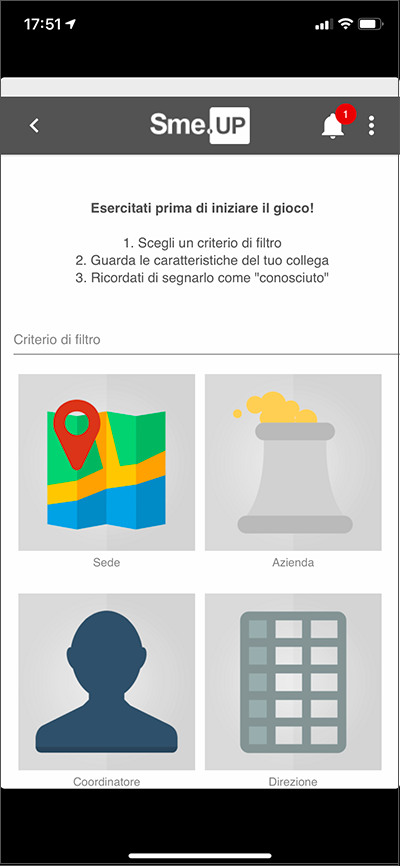 17:51
Sme.UP
1
Esercitati prima di iniziare il gioco!
1. Scegli un criterio di filtro
2. Guarda le caratteristiche del tuo collega
3. Ricordati di segnarlo come "conosciuto"
Criterio di filtro
Sede
Azienda
Coordinatore
Direzione